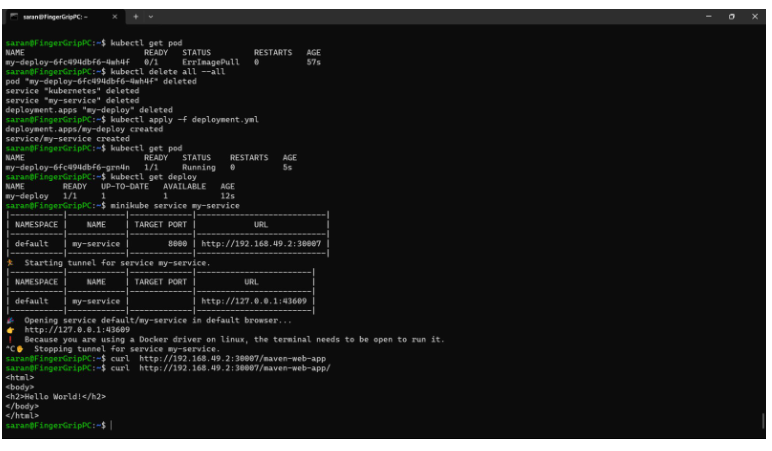 saran@FingerGripPC: ~
saran@FingerGripPC:~$ kubectl get pod
NAME READY STATUS RESTARTS AGE
my-deploy-6fc494dbf6-4wh4f 0/1 ErrImagePull 0 57s
saran@FingerGripPC:~$ kubectl delete all --all
pod "my-deploy-6fc494dbf6-4wh4f" deleted
service "kubernetes" deleted
service "my-service" deleted
deployment.apps "my-deploy" deleted
saran@FingerGripPC:~$ kubectl apply -f deployment.yml
deployment.apps/my-deploy created
service/my-service created
saran@FingerGripPC:~$ kubectl get pod
NAME READY STATUS RESTARTS AGE
my-deploy-6fc494dbf6-grn4n 1/1 Running 0 5s
saran@FingerGripPC:~$ kubectl get deploy
NAME READY UP-TO-DATE AVAILABLE AGE
my-deploy 1/1 1 1 12s
saran@FingerGripPC:~$ minikube service my-service
|-----------|------------|-------------|---------------------------|
| NAMESPACE | NAME | TARGET PORT | URL |
|-----------|------------|-------------|---------------------------|
| default | my-service | 8000 | http://192.168.49.2:30007 |
|-----------|------------|-------------|---------------------------|
🏃 Starting tunnel for service my-service.
|-----------|------------|-------------|------------------------|
| NAMESPACE | NAME | TARGET PORT | URL |
|-----------|------------|-------------|------------------------|
| default | my-service | | http://127.0.0.1:43609 |
|-----------|------------|-------------|------------------------|
🎉 Opening service default/my-service in default browser...
👉 http://127.0.0.1:43609
❗ Because you are using a Docker driver on linux, the terminal needs to be open to run it.
^C✋ Stopping tunnel for service my-service.
saran@FingerGripPC:~$ curl http://192.168.49.2:30007/maven-web-app
saran@FingerGripPC:~$ curl http://192.168.49.2:30007/maven-web-app/
<html>
<body>
<h2>Hello World!</h2>
</body>
</html>
saran@FingerGripPC:~$